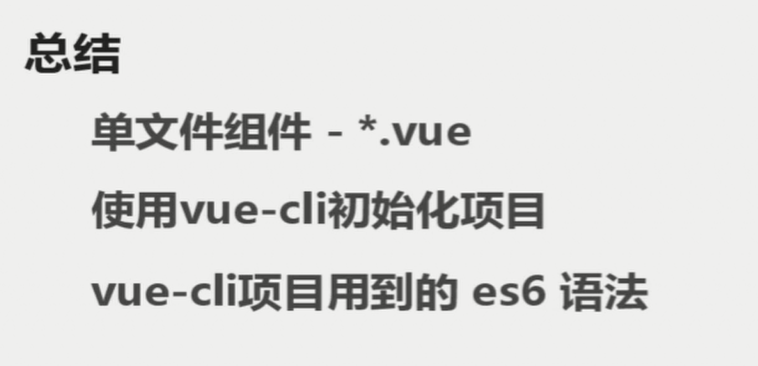 总结
单文件组件 - *.vue
使用vue-cli初始化项目
vue-cli项目用到的 es6 语法